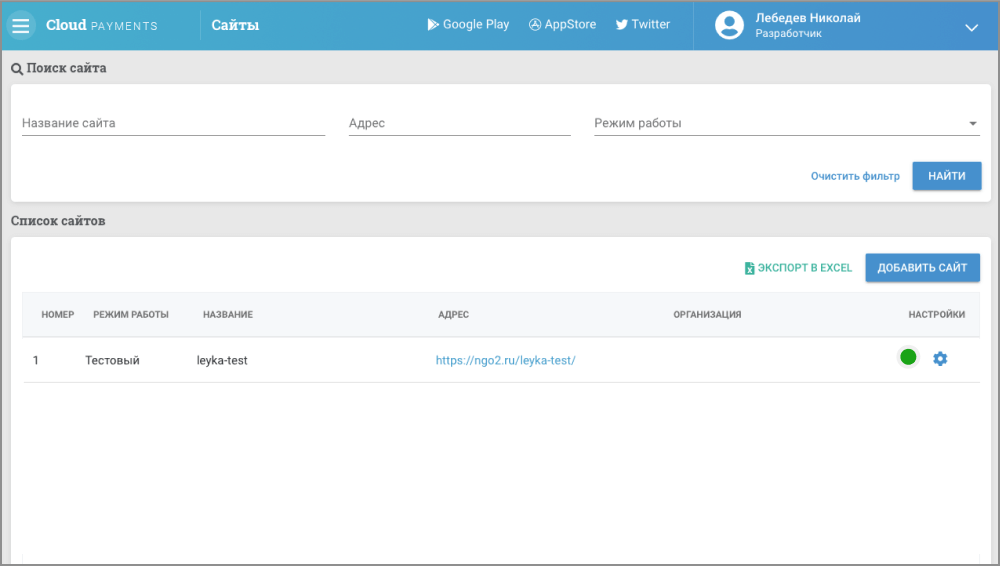 Cloud PAYMENTS Сайты Google Play AppStore Twitter Лебедев Николай
Разработчик
Поиск сайта
Название сайта Адрес Режим работы
Очистить фильтр НАЙТИ
Список сайтов
ЭКСПОРТ В EXCEL ДОБАВИТЬ САЙТ
НОМЕР РЕЖИМ РАБОТЫ НАЗВАНИЕ АДРЕС ОРГАНИЗАЦИЯ НАСТРОЙКИ
1 Тестовый leyka-test https://ngo2.ru/leyka-test/